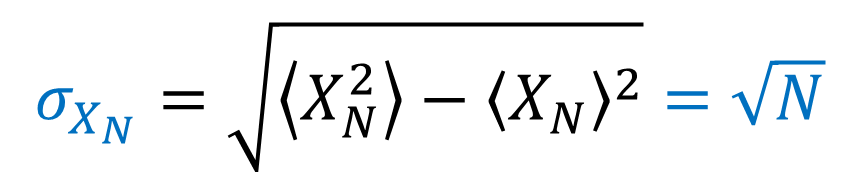 σ_{X_N} = √(⟨X_N^2⟩ − ⟨X_N⟩^2) = √N